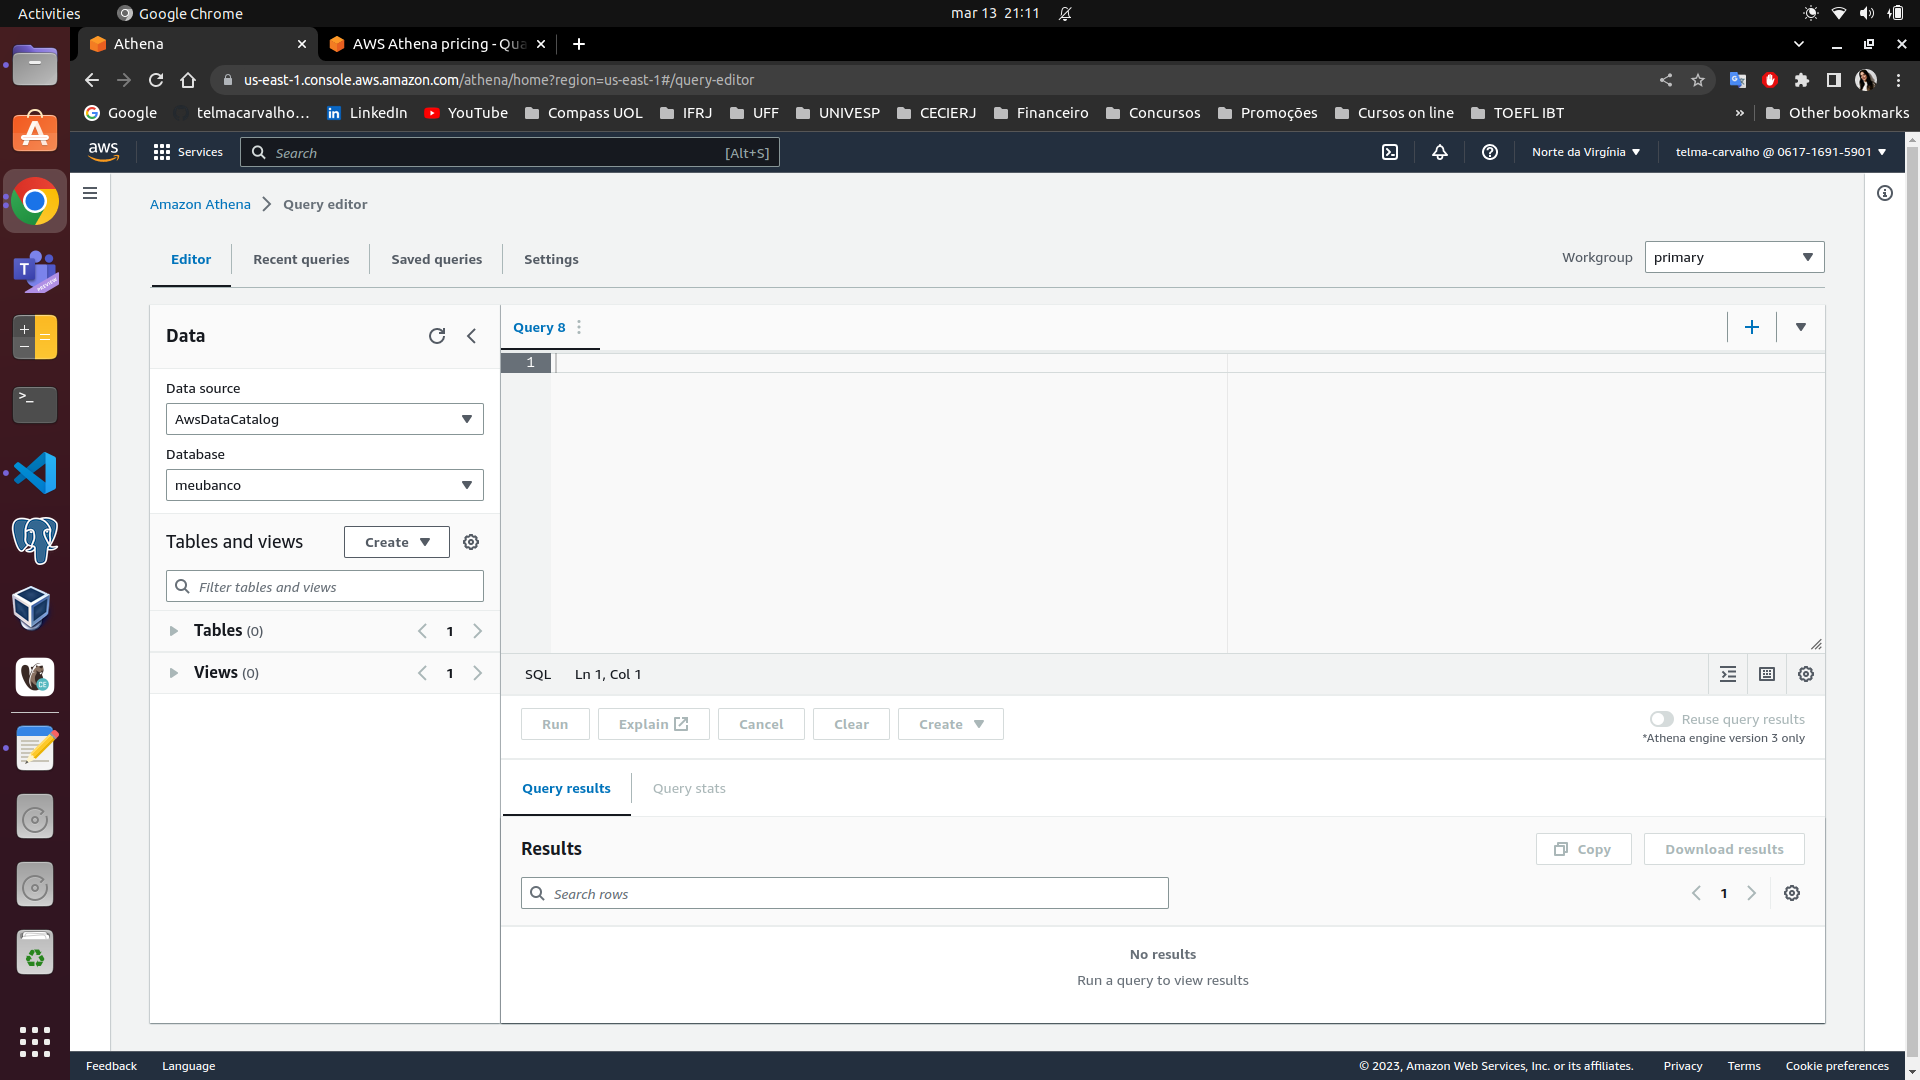 Activities
Google Chrome
mar 13 21:11
Athena
AWS Athena pricing - Qua
us-east-1.console.aws.amazon.com/athena/home?region=us-east-1#/query-editor
Google
telmacarvalho...
LinkedIn
YouTube
Compass UOL
IFRJ
UFF
UNIVESP
CECIERJ
Financeiro
Concursos
Promoções
Cursos on line
TOEFL IBT
»
Other bookmarks
aws
Services
Search
[Alt+S]
Norte da Virgínia
telma-carvalho @ 0617-1691-5901
Amazon Athena
Query editor
Editor
Recent queries
Saved queries
Settings
Workgroup
primary
Data
Data source
AwsDataCatalog
Database
meubanco
Tables and views
Create
Filter tables and views
Tables (0)
1
Views (0)
1
Query 8
1
SQL
Ln 1, Col 1
Run
Explain
Cancel
Clear
Create
Reuse query results
*Athena engine version 3 only
Query results
Query stats
Results
Copy
Download results
Search rows
1
No results
Run a query to view results
Feedback
Language
© 2023, Amazon Web Services, Inc. or its affiliates.
Privacy
Terms
Cookie preferences